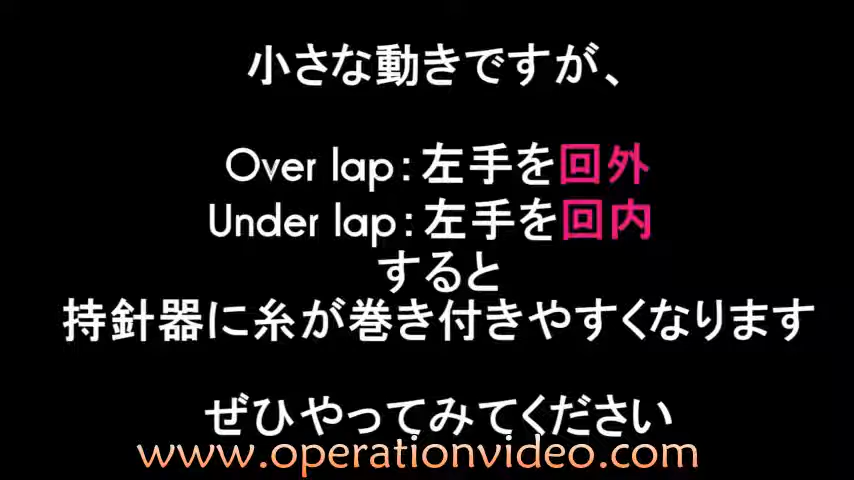 小さな動きですが、
Over lap：左手を回外
Under lap：左手を回内
すると
持針器に糸が巻き付きやすくなります
ぜひやってみてください
www.operationvideo.com